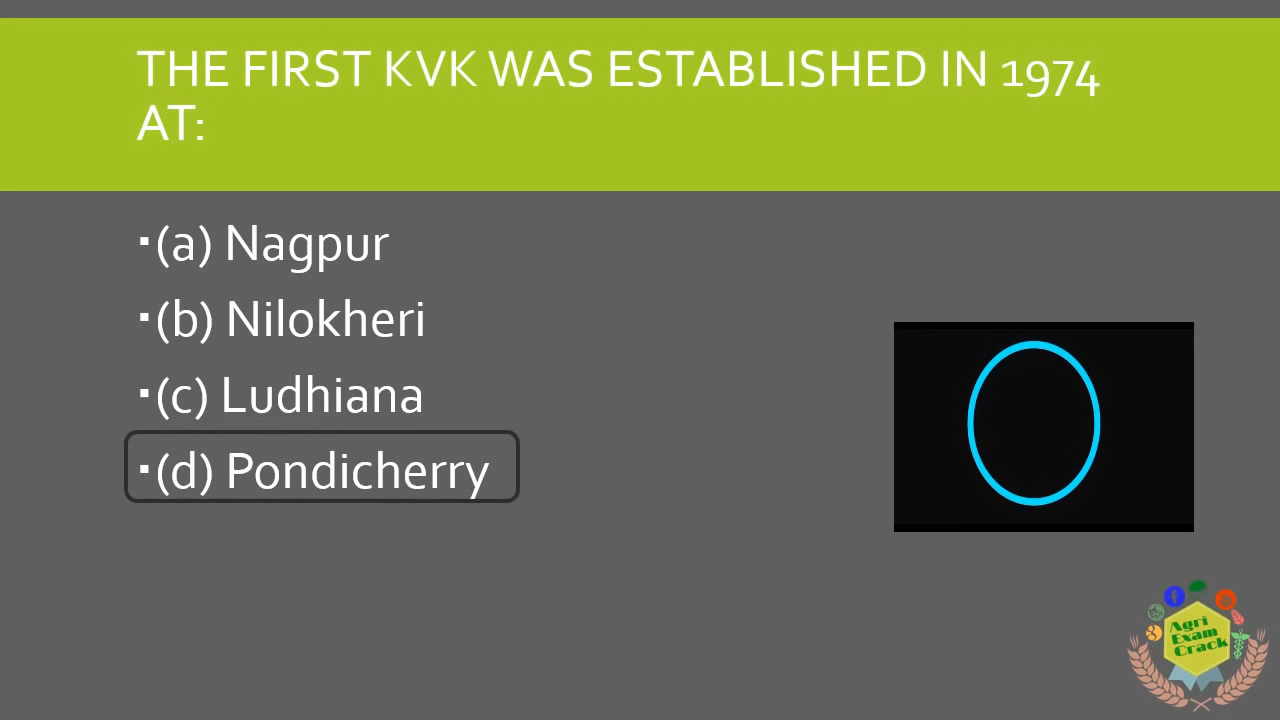 THE FIRST KVK WAS ESTABLISHED IN 1974
AT:
▪(a) Nagpur
▪(b) Nilokheri
▪(c) Ludhiana
▪(d) Pondicherry
Agri
Exam
Crack